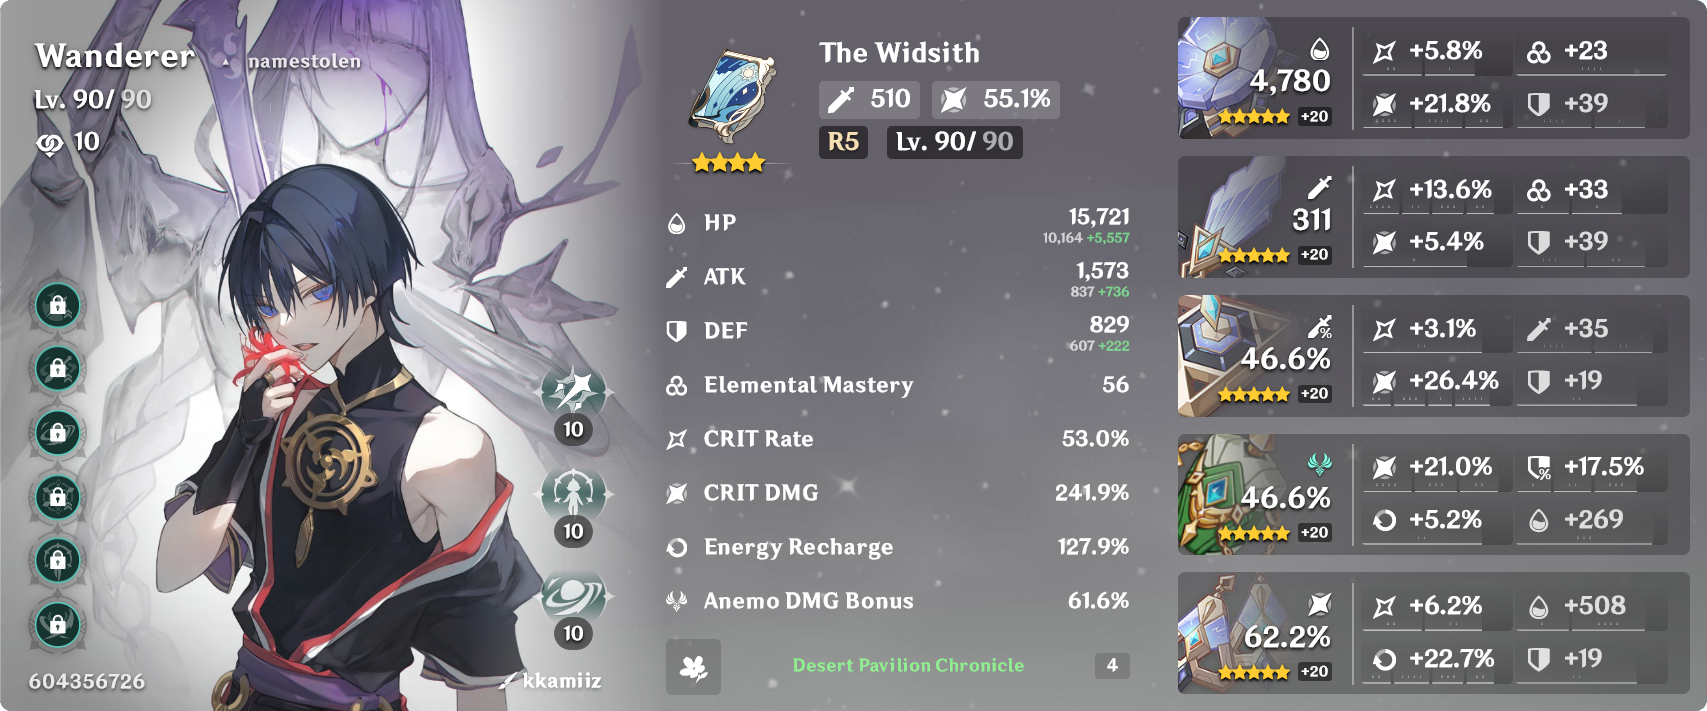 Wanderer ▲ namestolen
Lv. 90/ 90
10
10
10
10
604356726
kkamiiz
The Widsith
510 55.1%
R5 Lv. 90/ 90
HP 15,721
10,164 +5,557
ATK 1,573
837 +736
DEF 829
607 +222
Elemental Mastery 56
CRIT Rate 53.0%
CRIT DMG 241.9%
Energy Recharge 127.9%
Anemo DMG Bonus 61.6%
Desert Pavilion Chronicle 4
4,780
+20
+5.8% +23
+21.8% +39
311
+20
+13.6% +33
+5.4% +39
%
46.6%
+20
+3.1% +35
+26.4% +19
46.6%
+20
+21.0% % +17.5%
+5.2% +269
62.2%
+20
+6.2% +508
+22.7% +19